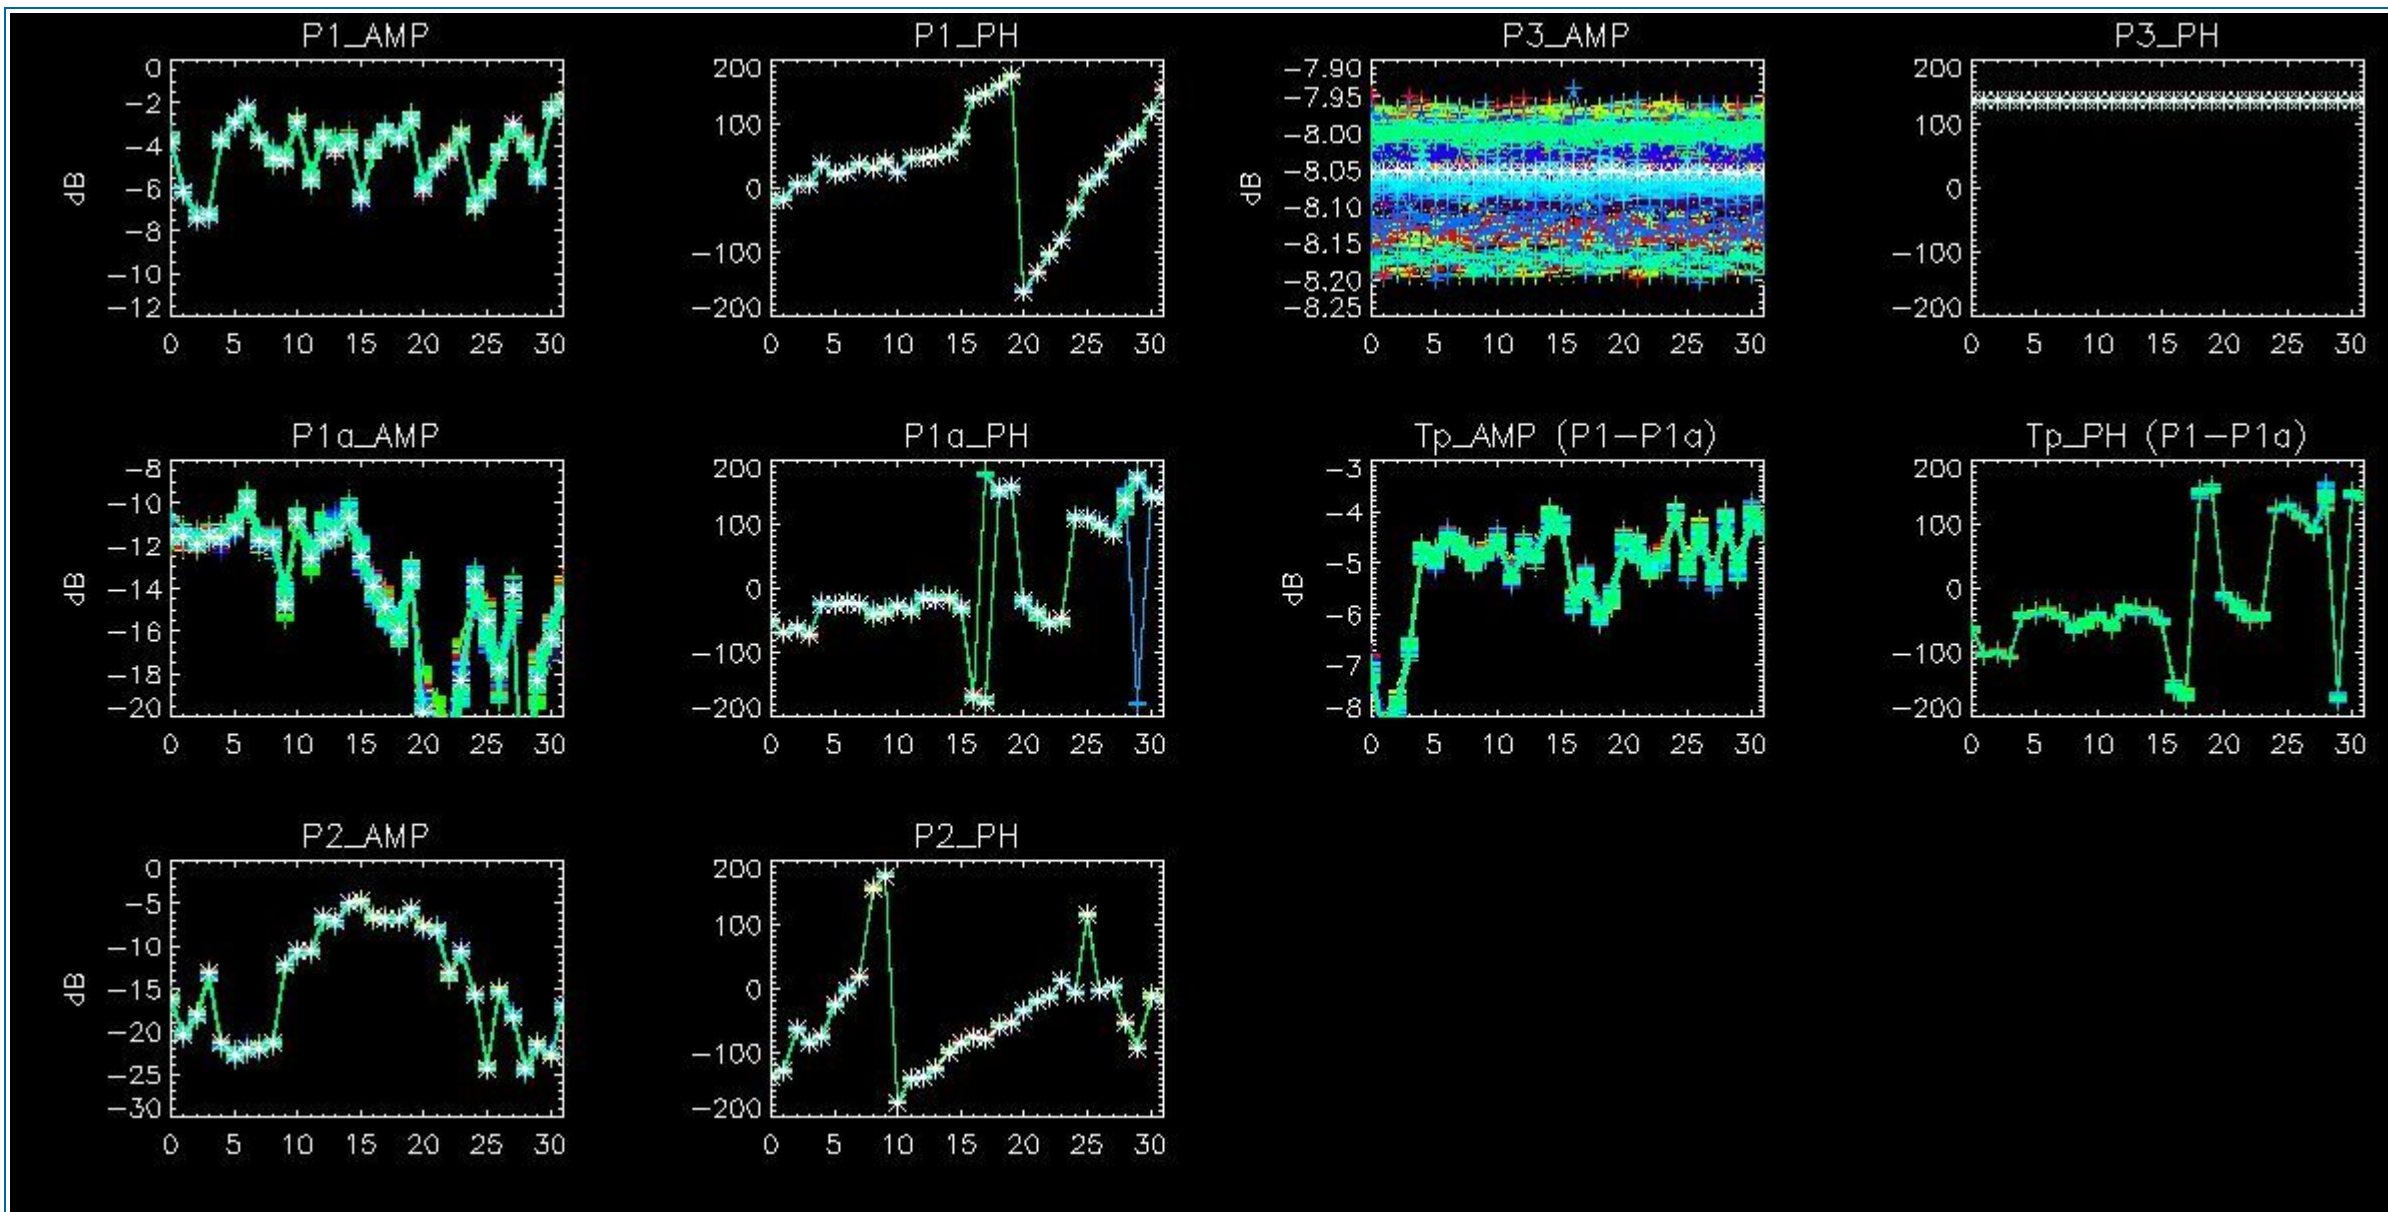 P1_AMP
0
−2
−4
−6
−8
−10
−12
dB
0 5 10 15 20 25 30
P1_PH
200
100
0
−100
−200
0 5 10 15 20 25 30
P3_AMP
−7.90
−7.95
−8.00
−8.05
−8.10
−8.15
−8.20
−8.25
dB
0 5 10 15 20 25 30
P3_PH
200
100
0
−100
−200
0 5 10 15 20 25 30
P1a_AMP
−8
−10
−12
−14
−16
−18
−20
dB
0 5 10 15 20 25 30
P1a_PH
200
100
0
−100
−200
0 5 10 15 20 25 30
Tp_AMP (P1−P1a)
−3
−4
−5
−6
−7
−8
dB
0 5 10 15 20 25 30
Tp_PH (P1−P1a)
200
100
0
−100
−200
0 5 10 15 20 25 30
P2_AMP
0
−5
−10
−15
−20
−25
−30
dB
0 5 10 15 20 25 30
P2_PH
200
100
0
−100
−200
0 5 10 15 20 25 30